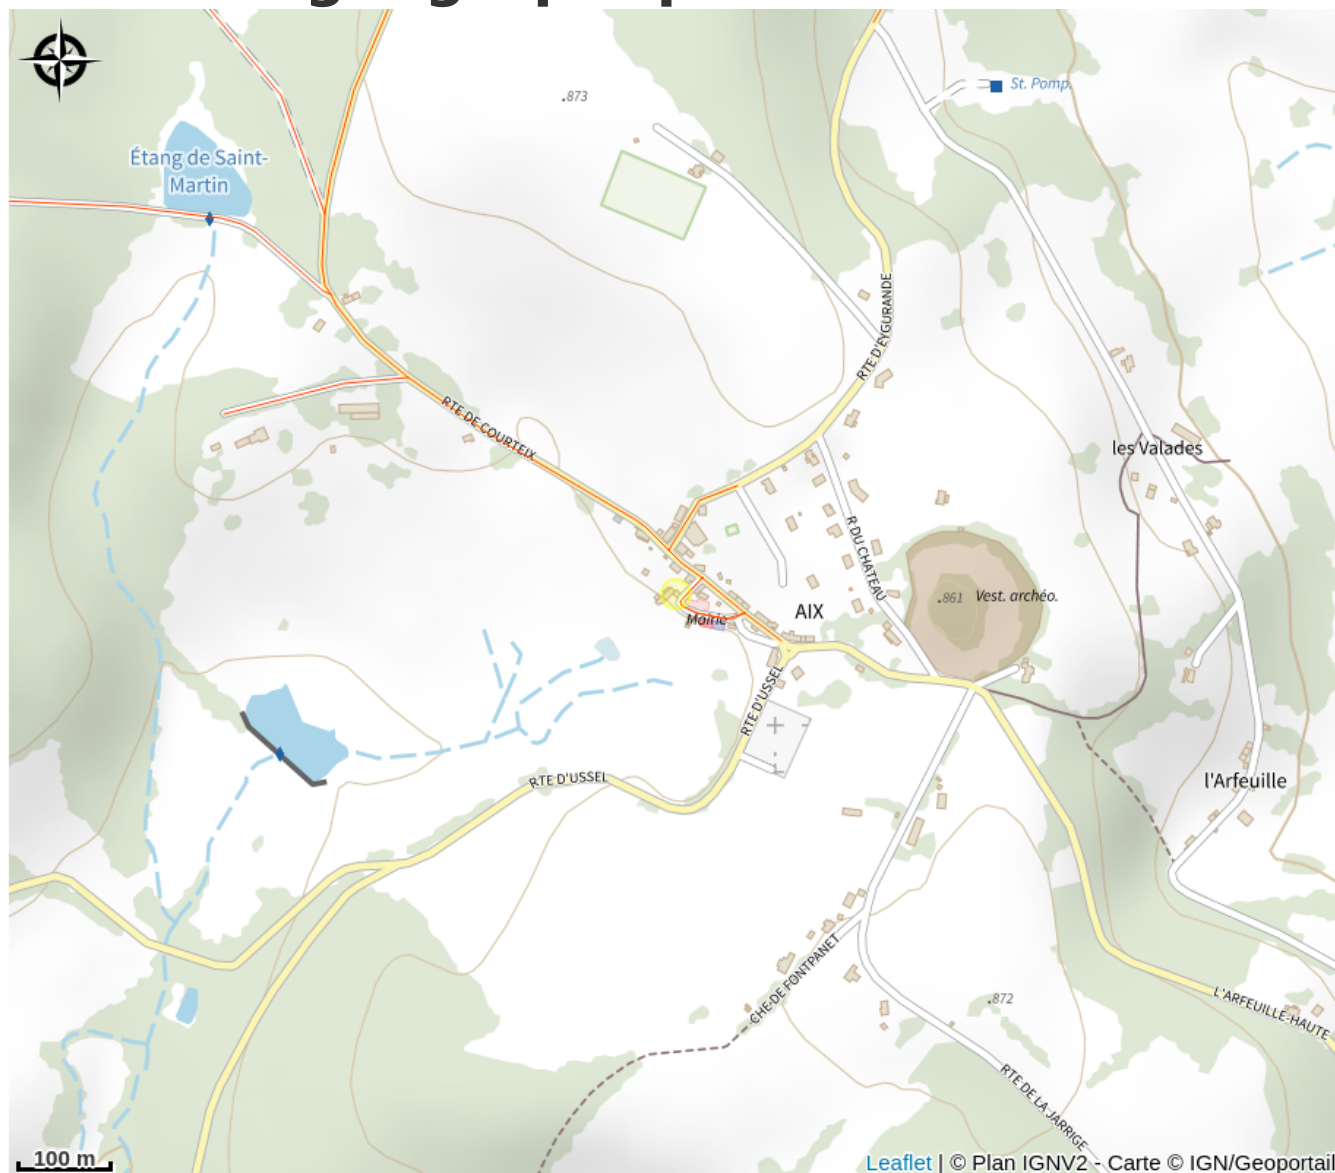 .873
St. Pomp.
Étang de Saint-
Martin
RTE D'EYGURANDE
RTE DE COURTEIX
les Valades
R DU CHATEAU
.861
Vest. archéo.
AIX
Mairie
RTE D'USSEL
RTE D'USSEL
l'Arfeuille
CHE DE FONTPANET
.872
L'ARFEUILLE-HAUTE
RTE DE LA JARRIGE
100 m
Leaflet | © Plan IGNV2 - Carte © IGN/Geoportail